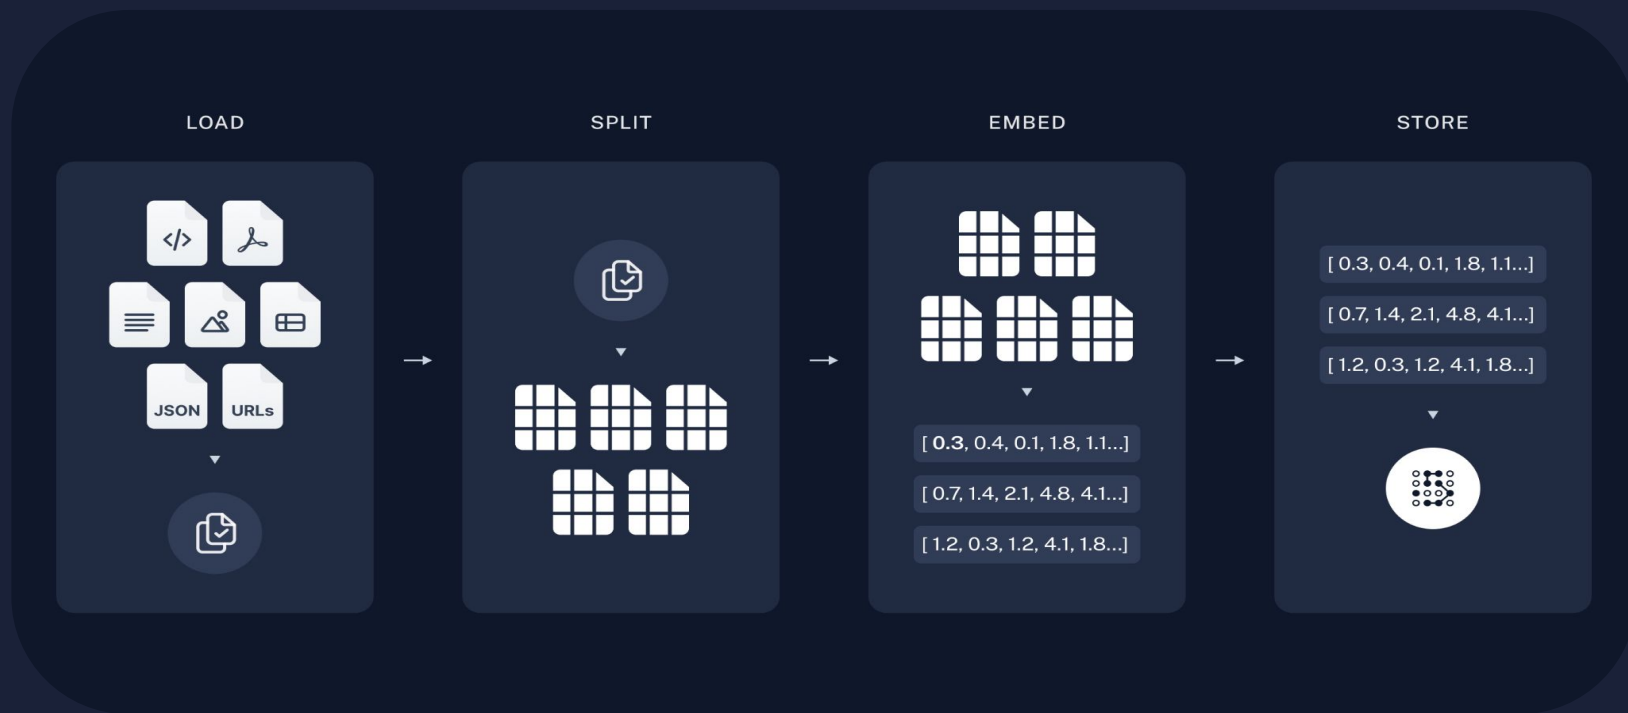 LOAD
SPLIT
EMBED
STORE
</>
JSON
URLs
[ 0.3, 0.4, 0.1, 1.8, 1.1...]
[ 0.7, 1.4, 2.1, 4.8, 4.1...]
[ 1.2, 0.3, 1.2, 4.1, 1.8...]
[ 0.3, 0.4, 0.1, 1.8, 1.1...]
[ 0.7, 1.4, 2.1, 4.8, 4.1...]
[ 1.2, 0.3, 1.2, 4.1, 1.8...]